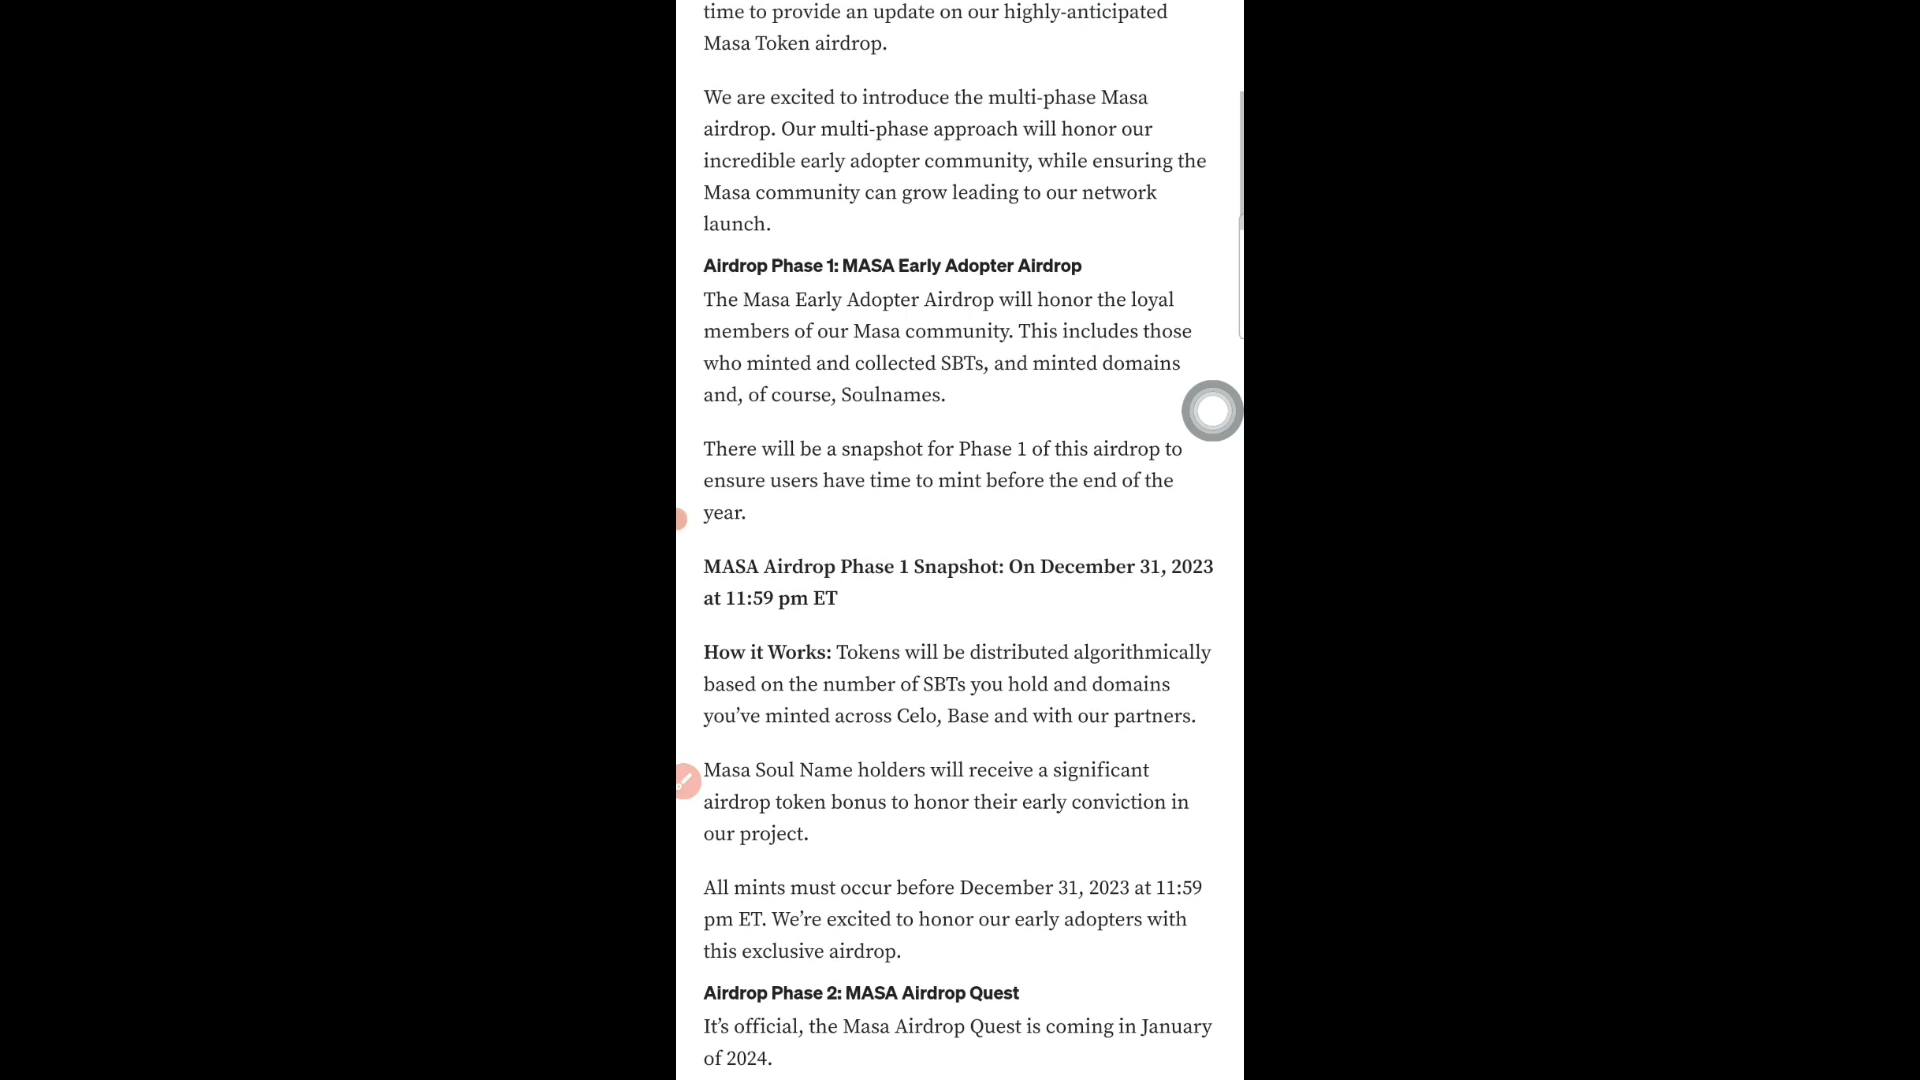 time to provide an update on our highly-anticipated
Masa Token airdrop.
We are excited to introduce the multi-phase Masa
airdrop. Our multi-phase approach will honor our
incredible early adopter community, while ensuring the
Masa community can grow leading to our network
launch.
Airdrop Phase 1: MASA Early Adopter Airdrop
The Masa Early Adopter Airdrop will honor the loyal
members of our Masa community. This includes those
who minted and collected SBTs, and minted domains
and, of course, Soulnames.
There will be a snapshot for Phase 1 of this airdrop to
ensure users have time to mint before the end of the
year.
MASA Airdrop Phase 1 Snapshot: On December 31, 2023
at 11:59 pm ET
How it Works: Tokens will be distributed algorithmically
based on the number of SBTs you hold and domains
you’ve minted across Celo, Base and with our partners.
Masa Soul Name holders will receive a significant
airdrop token bonus to honor their early conviction in
our project.
All mints must occur before December 31, 2023 at 11:59
pm ET. We’re excited to honor our early adopters with
this exclusive airdrop.
Airdrop Phase 2: MASA Airdrop Quest
It’s official, the Masa Airdrop Quest is coming in January
of 2024.